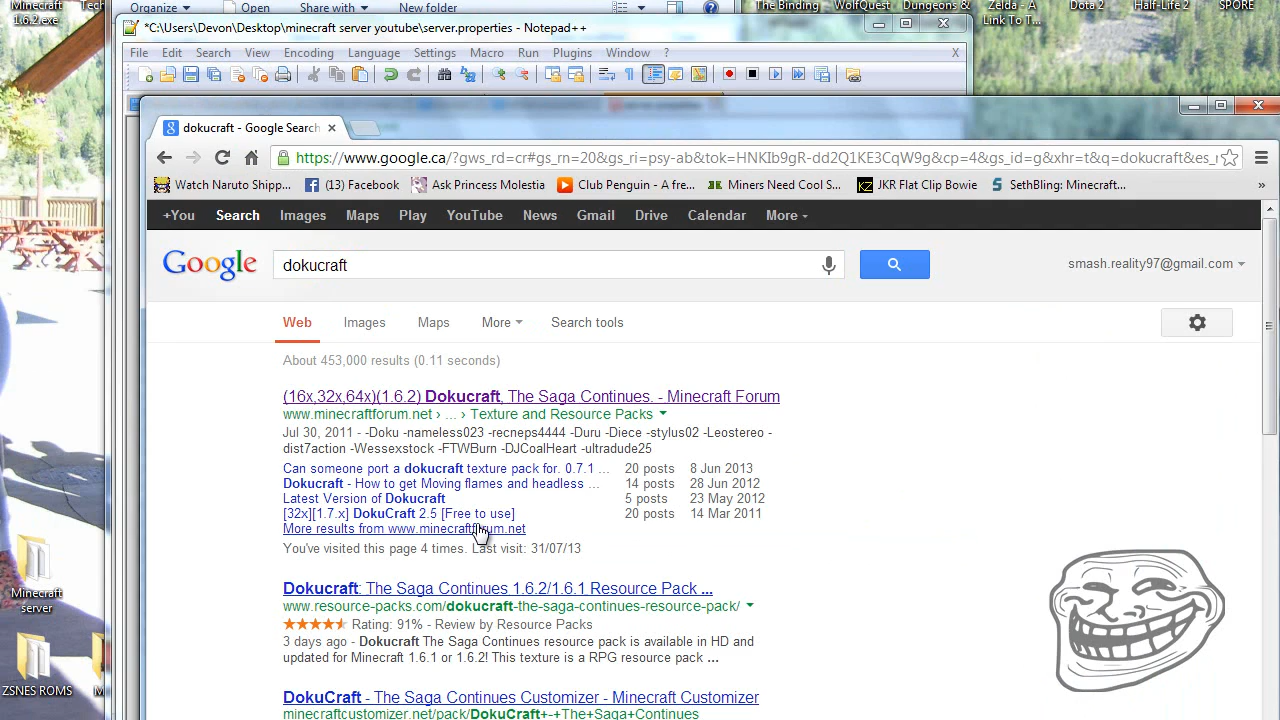 Minecraft
1.6.2.exe
Organize
Open
Share with
New folder
The Binding
WolfQuest
Dungeons &
Zelda - A
Link To T...
Dota 2
Half-Life 2
SPORE
*C:\Users\Devon\Desktop\minecraft server youtube\server.properties - Notepad++
File Edit Search View Encoding Language Settings Macro Run Plugins Window ? X
dokucraft - Google Search
https://www.google.ca/?gws_rd=cr#gs_rn=20&gs_ri=psy-ab&tok=HNKIb9gR-dd2Q1KE3CqW9g&cp=4&gs_id=g&xhr=t&q=dokucraft&es_
Watch Naruto Shipp... (13) Facebook Ask Princess Molestia Club Penguin - A fre... Miners Need Cool S... JKR Flat Clip Bowie SethBling: Minecraft... »
+You Search Images Maps Play YouTube News Gmail Drive Calendar More
Google
dokucraft
smash.reality97@gmail.com
Web Images Maps More Search tools
About 453,000 results (0.11 seconds)
(16x,32x,64x)(1.6.2) Dokucraft, The Saga Continues. - Minecraft Forum
www.minecraftforum.net › ... › Texture and Resource Packs
Jul 30, 2011 - -Doku -nameless023 -recneps4444 -Duru -Diece -stylus02 -Leostereo -
dist7action -Wessexstock -FTWBurn -DJCoalHeart -ultradude25
Can someone port a dokucraft texture pack for. 0.7.1 ... 20 posts 8 Jun 2013
Dokucraft - How to get Moving flames and headless ... 14 posts 28 Jun 2012
Latest Version of Dokucraft 5 posts 23 May 2012
[32x][1.7.x] DokuCraft 2.5 [Free to use] 20 posts 14 Mar 2011
More results from www.minecraftforum.net
You've visited this page 4 times. Last visit: 31/07/13
Dokucraft: The Saga Continues 1.6.2/1.6.1 Resource Pack ...
www.resource-packs.com/dokucraft-the-saga-continues-resource-pack/
Rating: 91% - Review by Resource Packs
3 days ago - Dokucraft The Saga Continues resource pack is available in HD and
updated for Minecraft 1.6.1 or 1.6.2! This texture is a RPG resource pack ...
DokuCraft - The Saga Continues Customizer - Minecraft Customizer
minecraftcustomizer.net/pack/DokuCraft+-+The+Saga+Continues
Minecraft
server
ZSNES ROMS